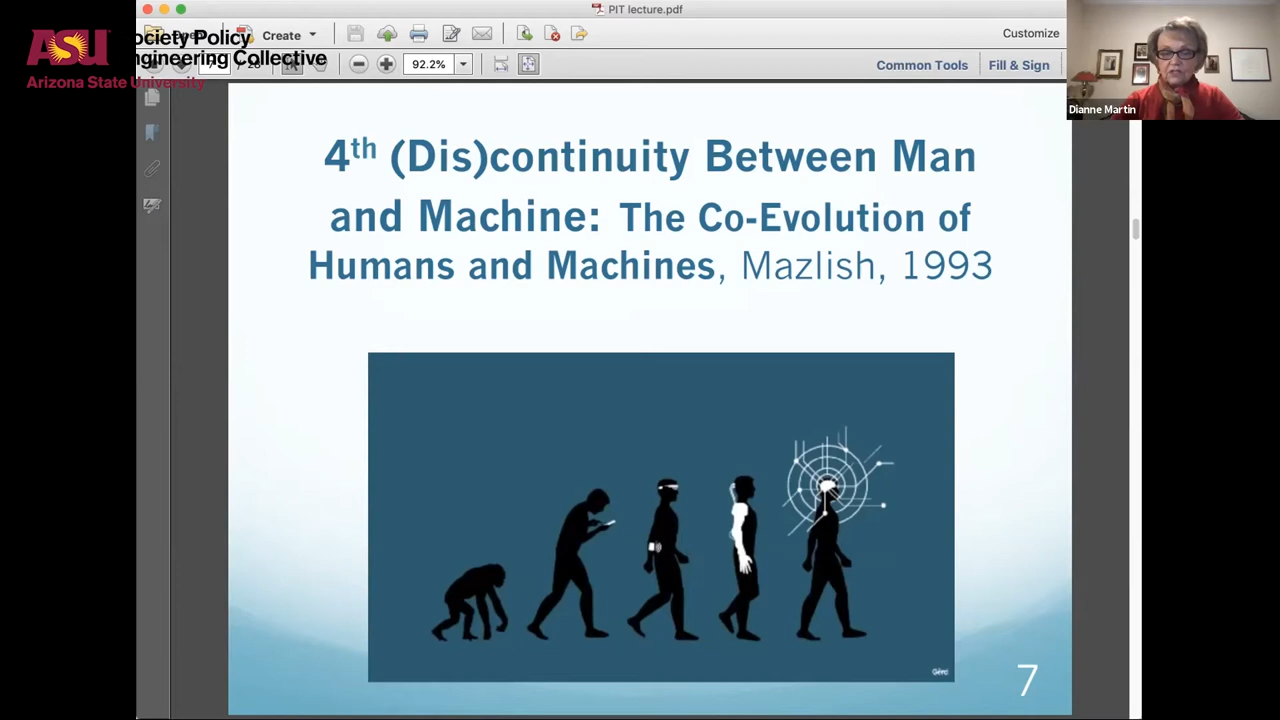 PIT lecture.pdf
ASU
ociety Policy
ngineering Collective
Arizona State University
Create
Customize
92.2%
Common Tools
Fill & Sign
Dianne Martin
4th (Dis)continuity Between Man
and Machine: The Co-Evolution of
Humans and Machines, Mazlish, 1993
Gerd
7